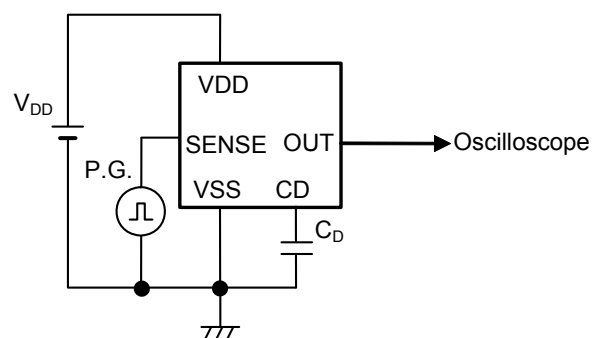 VDD
VDD
SENSE OUT
Oscilloscope
P.G.
VSS CD
CD